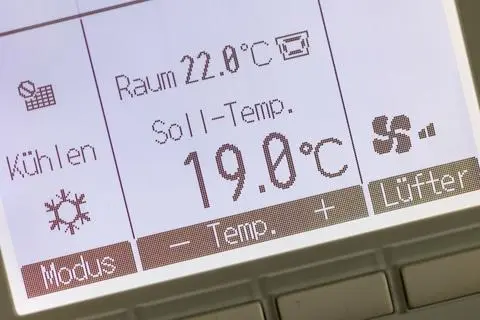 Raum 22.0°C
Soll-Temp.
Kühlen
19.0°C
Modus
− Temp. +
Lüfter